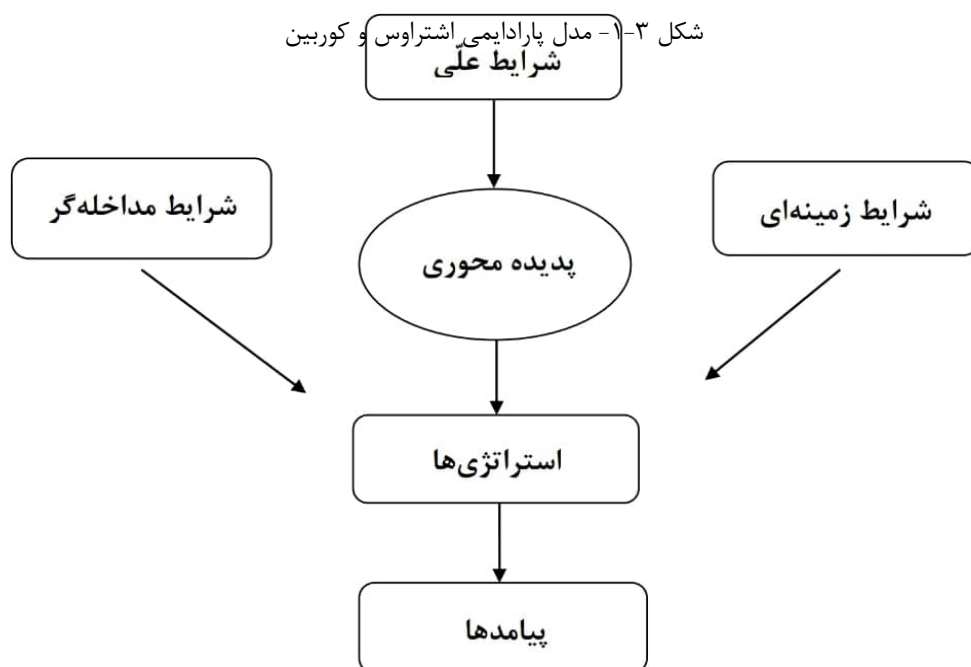 شکل ۳-۱- مدل پارادایمی اشتراوس و کوربین
شرایط علّی
شرایط زمینه‌ای
شرایط مداخله‌گر
پدیده محوری
استراتژی‌ها
پیامدها